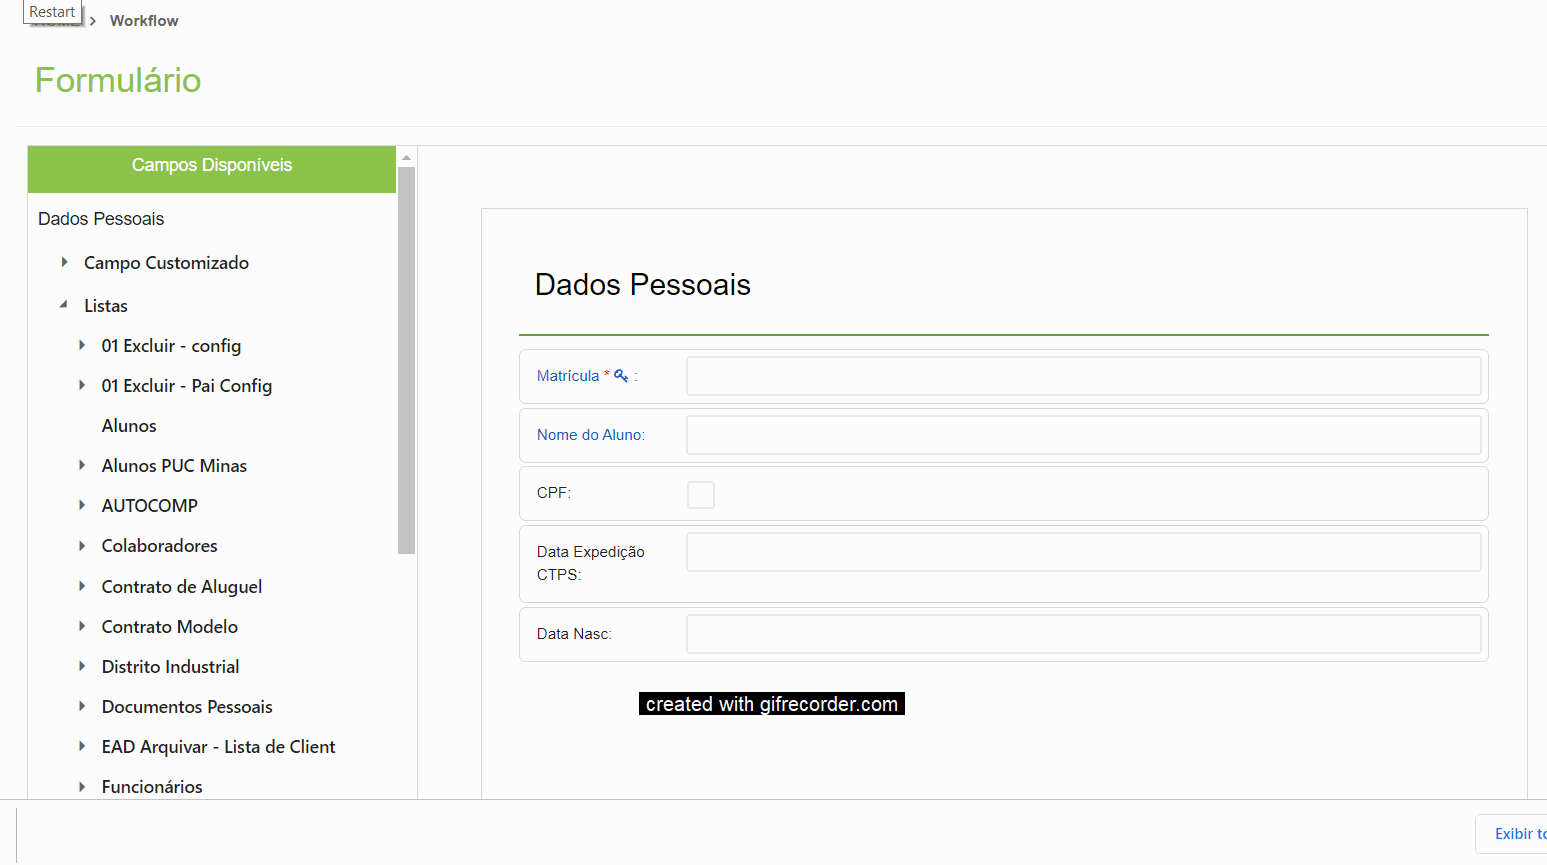 Restart
Workflow
Formulário
Campos Disponíveis
Dados Pessoais
Campo Customizado
Listas
01 Excluir - config
01 Excluir - Pai Config
Alunos
Alunos PUC Minas
AUTOCOMP
Colaboradores
Contrato de Aluguel
Contrato Modelo
Distrito Industrial
Documentos Pessoais
EAD Arquivar - Lista de Client
Funcionários
Dados Pessoais
Matrícula * :
Nome do Aluno:
CPF:
Data Expedição
CTPS:
Data Nasc:
created with gifrecorder.com
Exibir